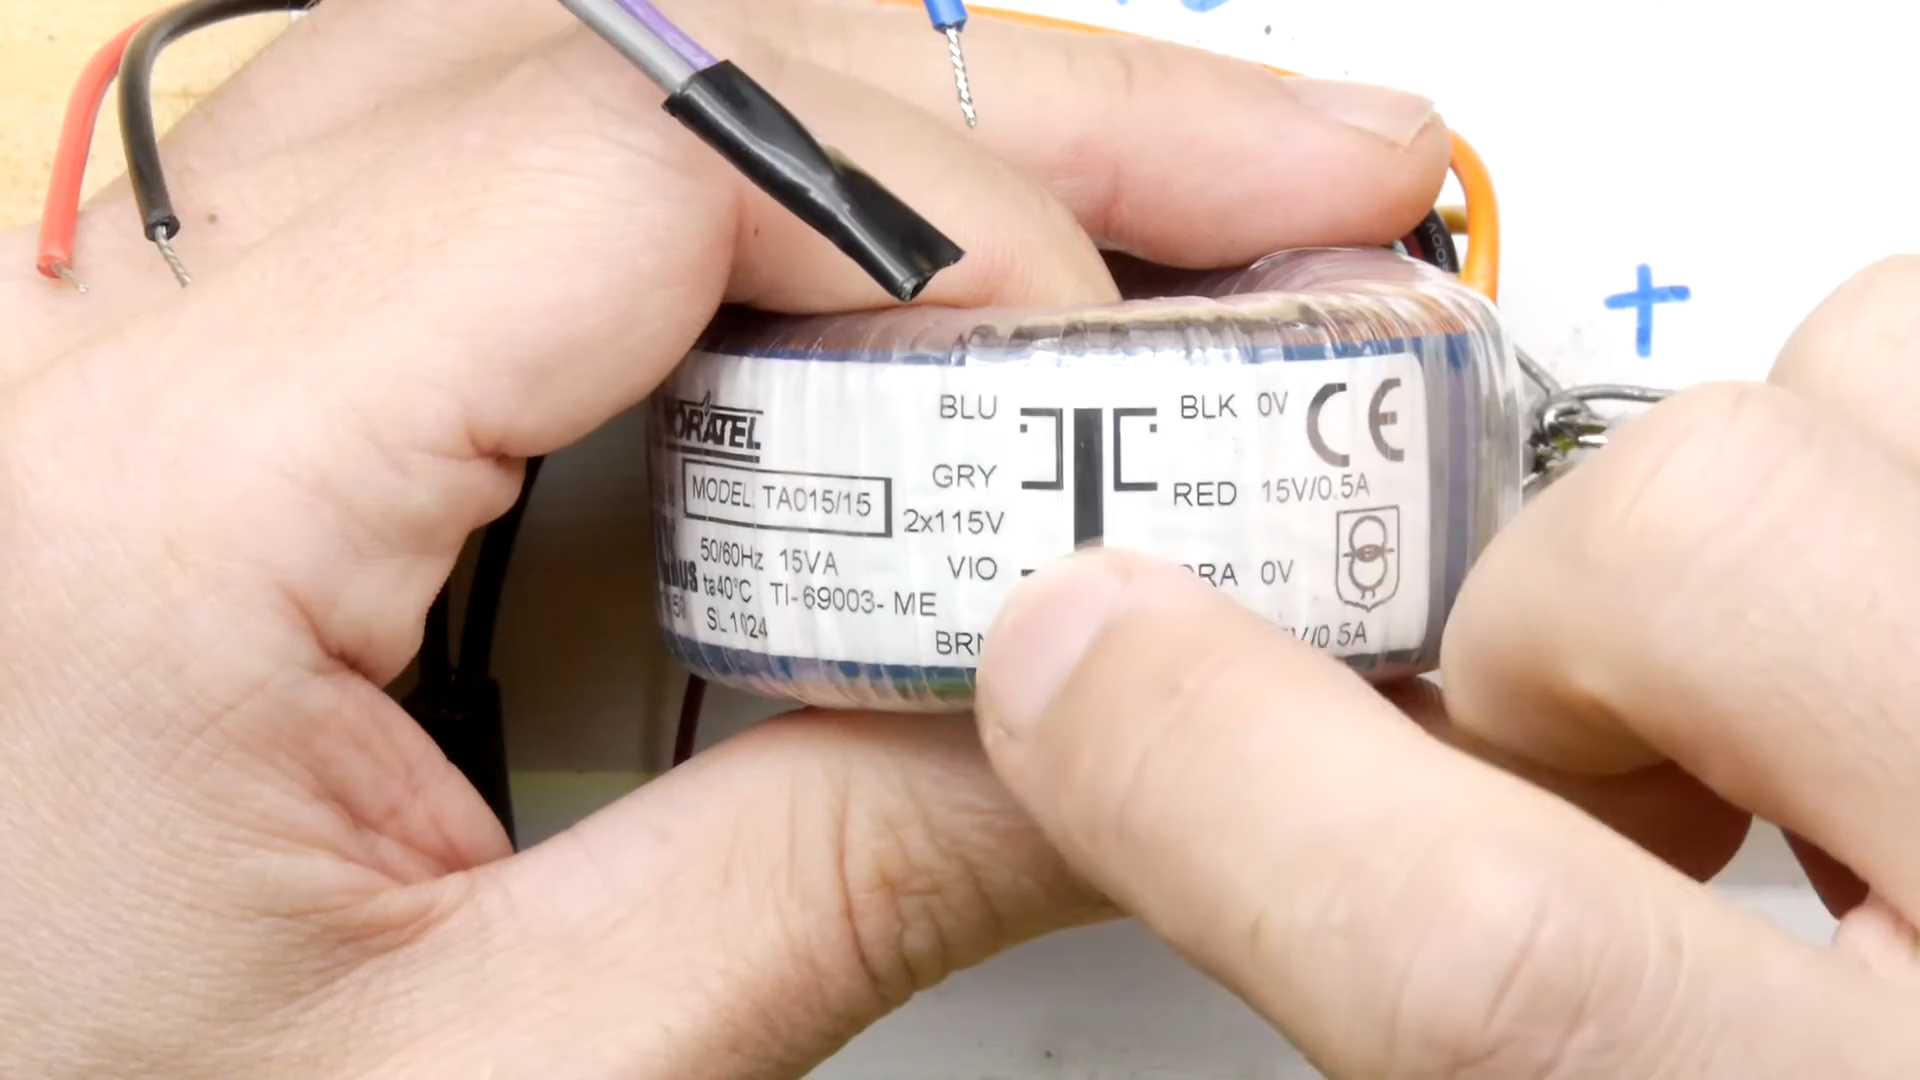 BLU
BLK 0V
CE
MODEL TA015/15
GRY
RED 15V/0.5A
2x115V
50/60Hz 15VA
VIO
0V
ta40°C TI-69003-ME
SL1024
/0.5A
+